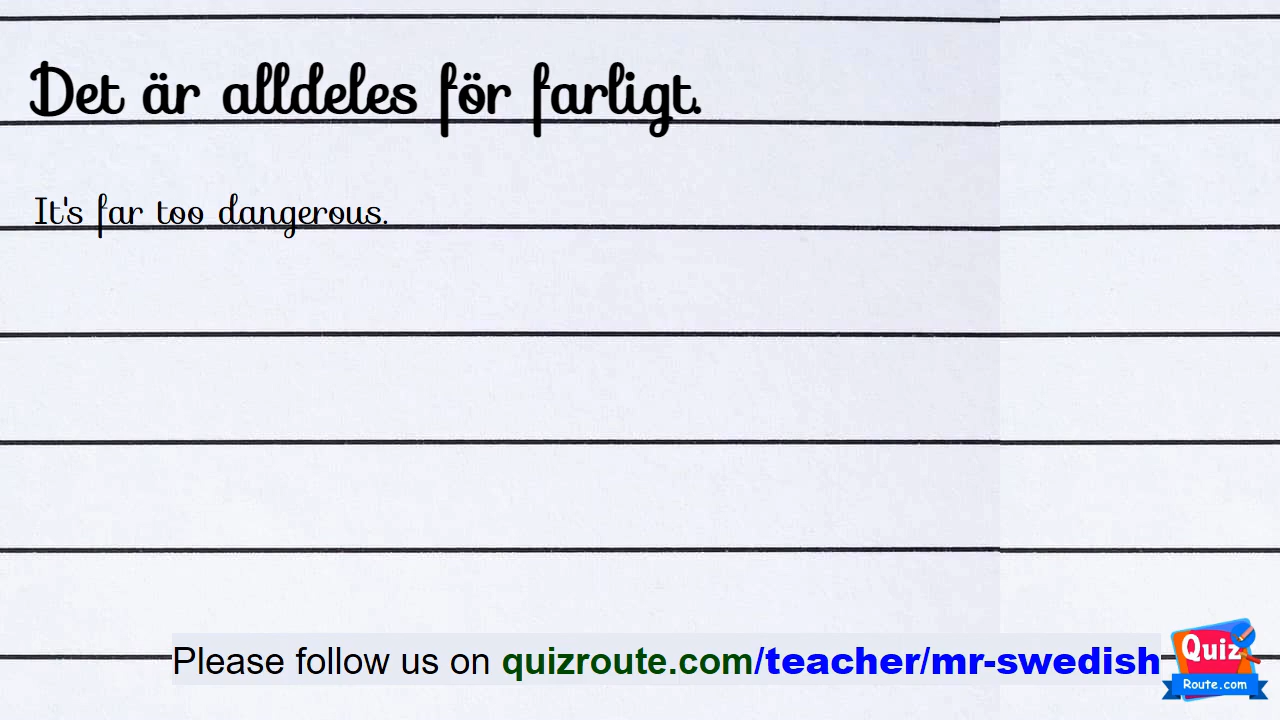 Det är alldeles för farligt.
It's far too dangerous.
Please follow us on quizroute.com/teacher/mr-swedish
Quiz
Route.com